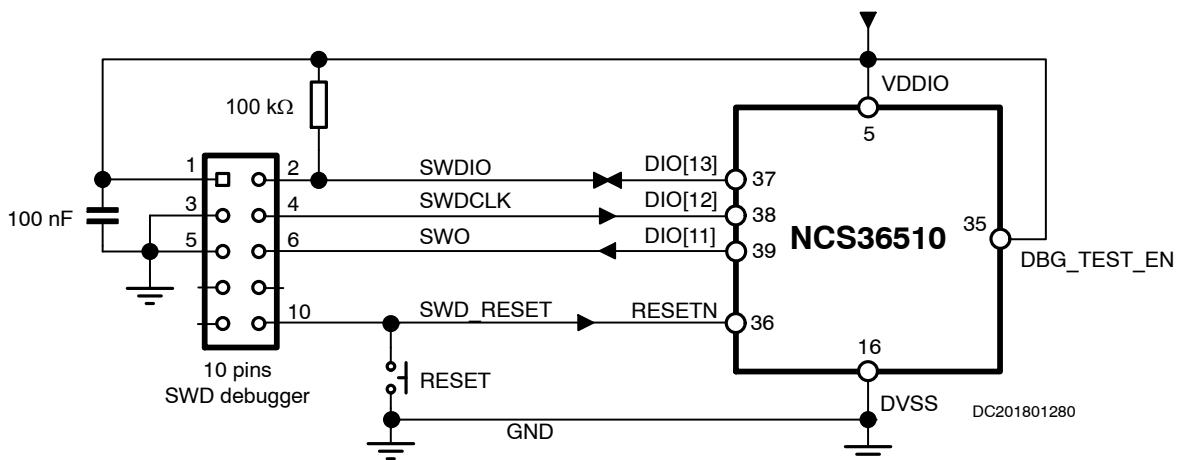 VDDIO
5
100 kΩ
1
2
SWDIO
DIO[13]
37
3
4
SWDCLK
DIO[12]
38
100 nF
5
6
SWO
DIO[11]
39
NCS36510
35
DBG_TEST_EN
10
SWD_RESET
RESETN
36
16
10 pins
SWD debugger
RESET
DVSS
DC201801280
GND